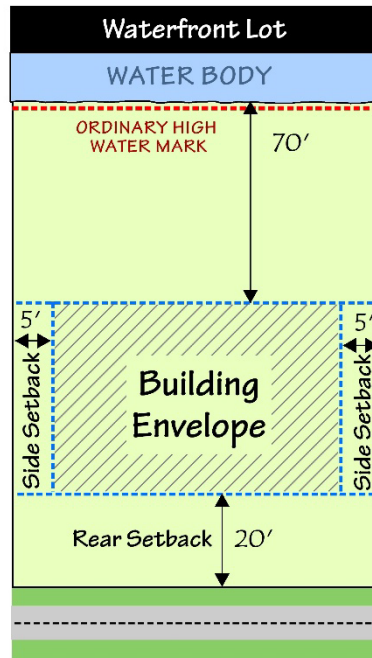 Waterfront Lot
WATER BODY
ORDINARY HIGH
WATER MARK
70'
5'
5'
Side Setback
Building
Envelope
Side Setback
Rear Setback
20'